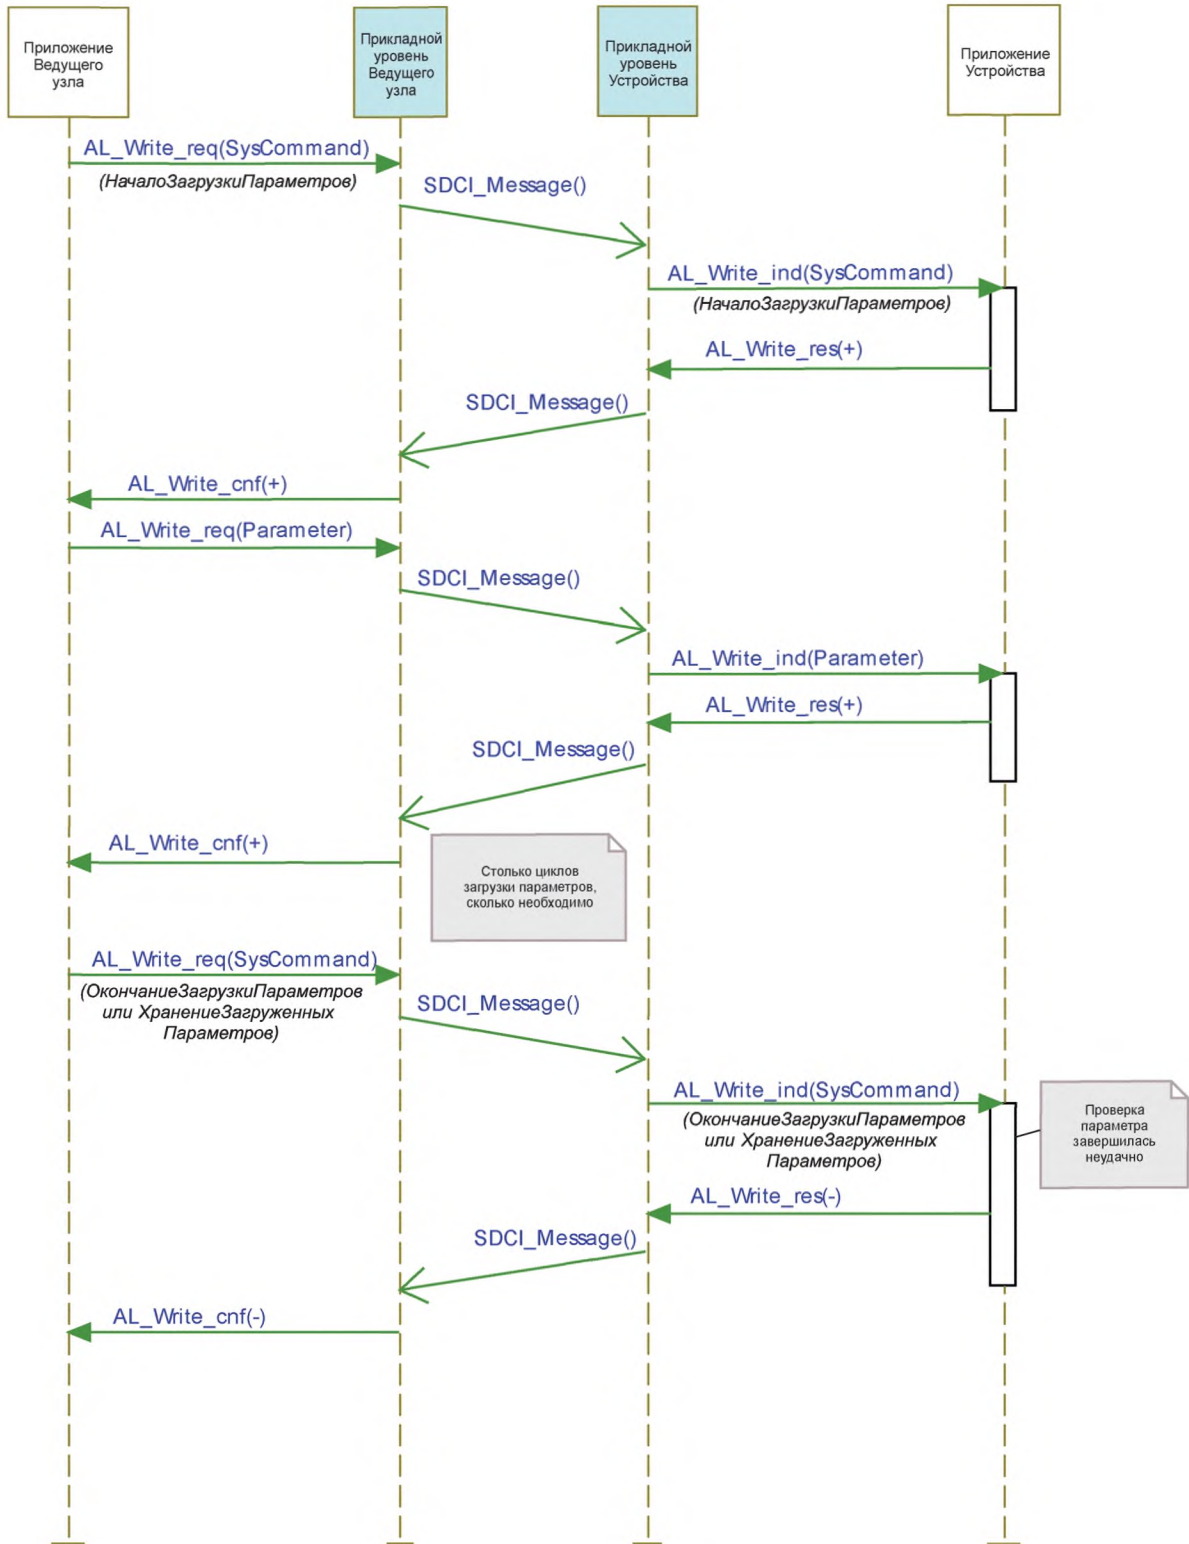 Приложение
Ведущего
узла
Прикладной
уровень
Ведущего
узла
Прикладной
уровень
Устройства
Приложение
Устройства
AL_Write_req(SysCommand)
(НачалоЗагрузкиПараметров)
SDCI_Message()
AL_Write_ind(SysCommand)
(НачалоЗагрузкиПараметров)
AL_Write_res(+)
SDCI_Message()
AL_Write_cnf(+)
AL_Write_req(Parameter)
SDCI_Message()
AL_Write_ind(Parameter)
AL_Write_res(+)
SDCI_Message()
AL_Write_cnf(+)
Столько циклов
загрузки параметров,
сколько необходимо
AL_Write_req(SysCommand)
(ОкончаниеЗагрузкиПараметров
или ХранениеЗагруженных
Параметров)
SDCI_Message()
AL_Write_ind(SysCommand)
(ОкончаниеЗагрузкиПараметров
или ХранениеЗагруженных
Параметров)
Проверка
параметра
завершилась
неудачно
AL_Write_res(-)
SDCI_Message()
AL_Write_cnf(-)